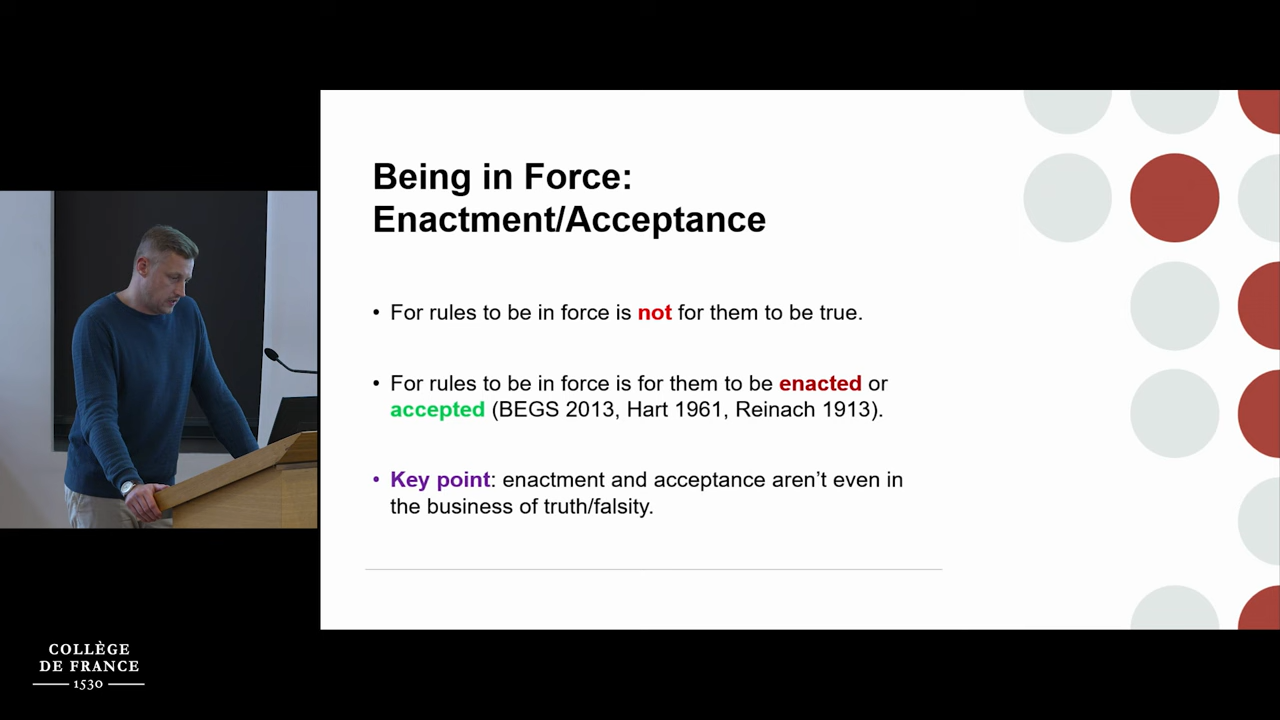 Being in Force:
Enactment/Acceptance
• For rules to be in force is not for them to be true.
• For rules to be in force is for them to be enacted or
accepted (BEGS 2013, Hart 1961, Reinach 1913).
• Key point: enactment and acceptance aren’t even in
the business of truth/falsity.
COLLÈGE
DE FRANCE
1530